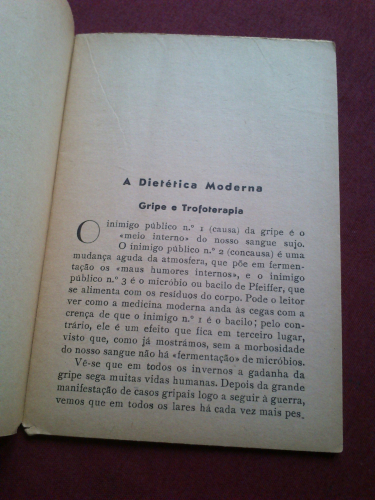 A Dietética Moderna
Gripe e Trofoterapia
O inimigo público n.º 1 (causa) da gripe é o
«meio interno» do nosso sangue sujo.
O inimigo público n.º 2 (concausa) é uma
mudança aguda da atmosfera, que põe em fermen-
tação os «maus humores internos», e o inimigo
público n.º 3 é o micróbio ou bacilo de Pfeiffer, que
se alimenta com os resíduos do corpo. Pode o leitor
ver como a medicina moderna anda às cegas com a
crença de que o inimigo n.º 1 é o bacilo; pelo con-
trário, ele é um efeito que fica em terceiro lugar,
visto que, como já mostrámos, sem a morbosidade
do nosso sangue não há «fermentação» de micróbios.
Vê-se que em todos os invernos a gadanha da
gripe sega muitas vidas humanas. Depois da grande
manifestação de casos gripais logo a seguir à guerra,
vemos que em todos os lares há cada vez mais pes.